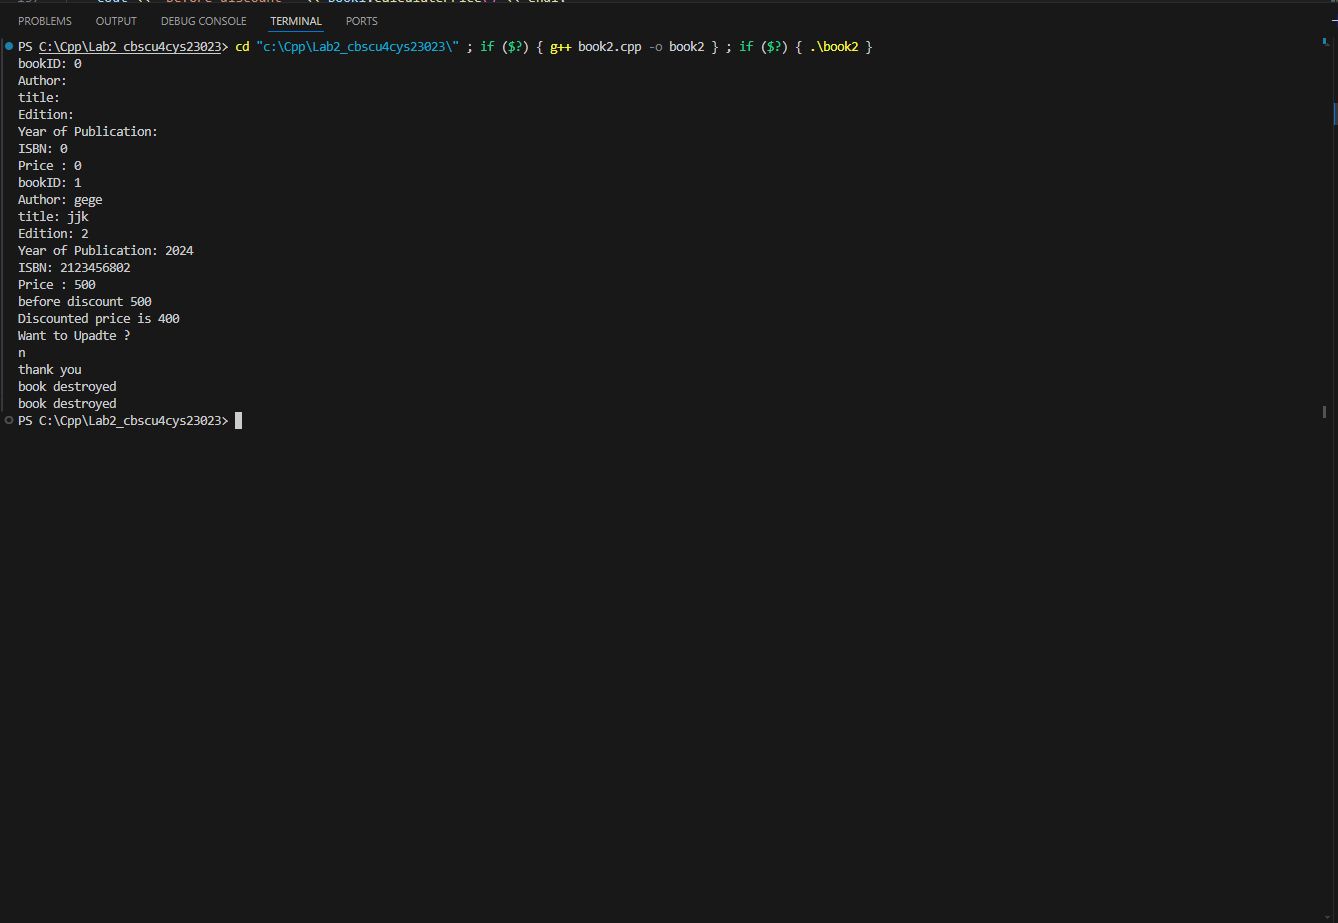 PROBLEMS OUTPUT DEBUG CONSOLE TERMINAL PORTS
PS C:\Cpp\Lab2_cbscu4cys23023> cd "c:\Cpp\Lab2_cbscu4cys23023\" ; if ($?) { g++ book2.cpp -o book2 } ; if ($?) { .\book2 }
bookID: 0
Author:
title:
Edition:
Year of Publication:
ISBN: 0
Price : 0
bookID: 1
Author: gege
title: jjk
Edition: 2
Year of Publication: 2024
ISBN: 2123456802
Price : 500
before discount 500
Discounted price is 400
Want to Upadte ?
n
thank you
book destroyed
book destroyed
PS C:\Cpp\Lab2_cbscu4cys23023>